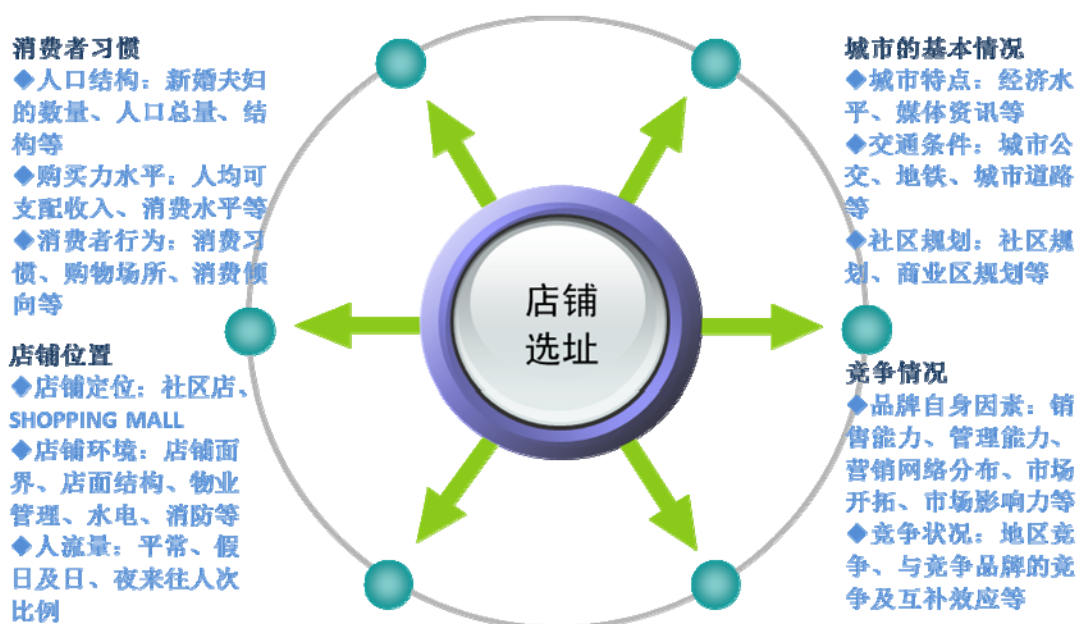 消费者习惯
◆人口结构：新婚夫妇
的数量、人口总量、结
构等
◆购买力水平：人均可
支配收入、消费水平等
◆消费者行为：消费习
惯、购物场所、消费倾
向等
店铺位置
◆店铺定位：社区店、
SHOPPING MALL
◆店铺环境：店铺面
界、店面结构、物业
管理、水电、消防等
◆人流量：平常、假
日及日、夜来往人次
比例
店铺
选址
城市的基本情况
◆城市特点：经济水
平、媒体资讯等
◆交通条件：城市公
交、地铁、城市道路
等
◆社区规划：社区规
划、商业区规划等
竞争情况
◆品牌自身因素：销
售能力、管理能力、
营销网络分布、市场
开拓、市场影响力等
◆竞争状况：地区竞
争、与竞争品牌的竞
争及互补效应等